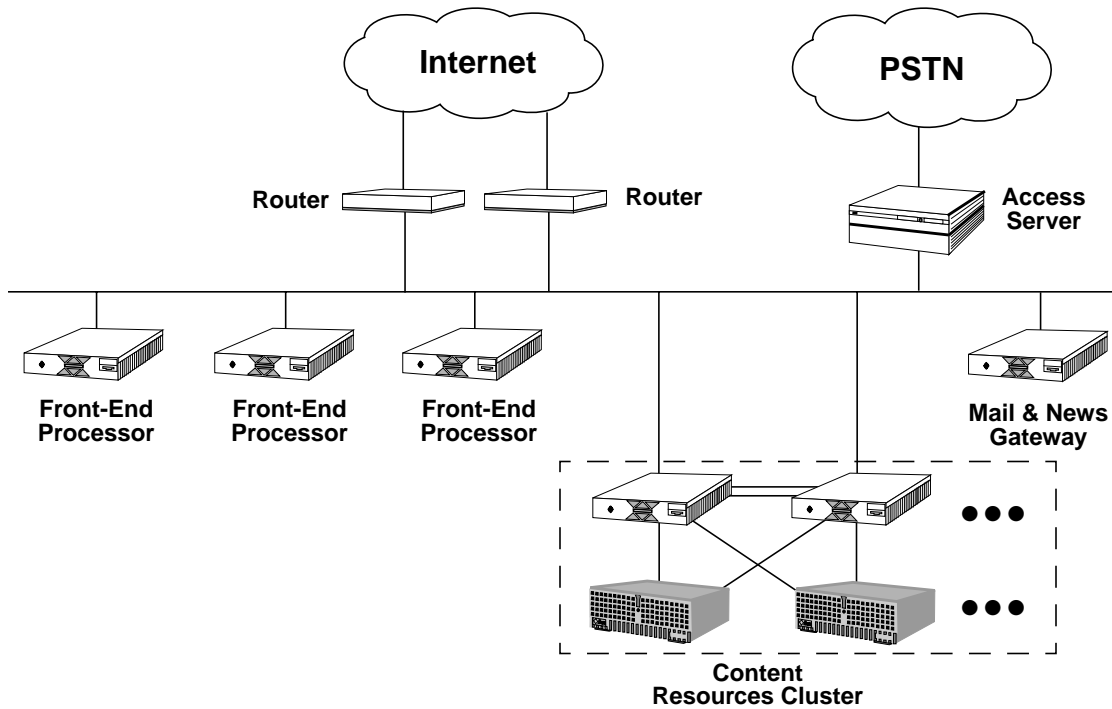 Internet
PSTN
Router
Router
Access
Server
Front-End
Processor
Front-End
Processor
Front-End
Processor
Mail & News
Gateway
Content
Resources Cluster